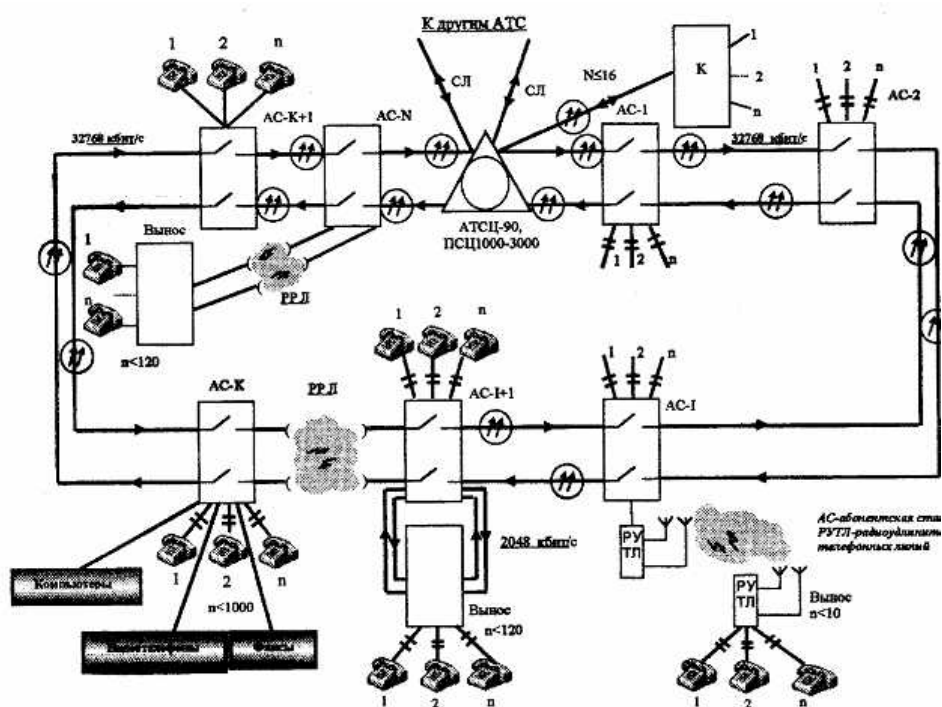 К другим АТС
1 2 n
СЛ
СЛ
N≤16
К
1
2
n
1 2 n
АС-2
АС-К+1
АС-N
АС-1
32768 кбит/с
32768 кбит/с
АТСЦ-90,
ПСЦ1000-3000
1 2 n
Вынос
1
n
n<120
РРЛ
1 2 n
АС-К
РРЛ
АС-I+1
1 2 n
АС-I
2048 кбит/с
РУ
ТЛ
АС-абонентская
РУТЛ-
телефонных линий
Компьютеры
1 2 n
n<1000
Вынос
n<120
РУ
ТЛ
Вынос
n<10
1 2 n
1 2 n